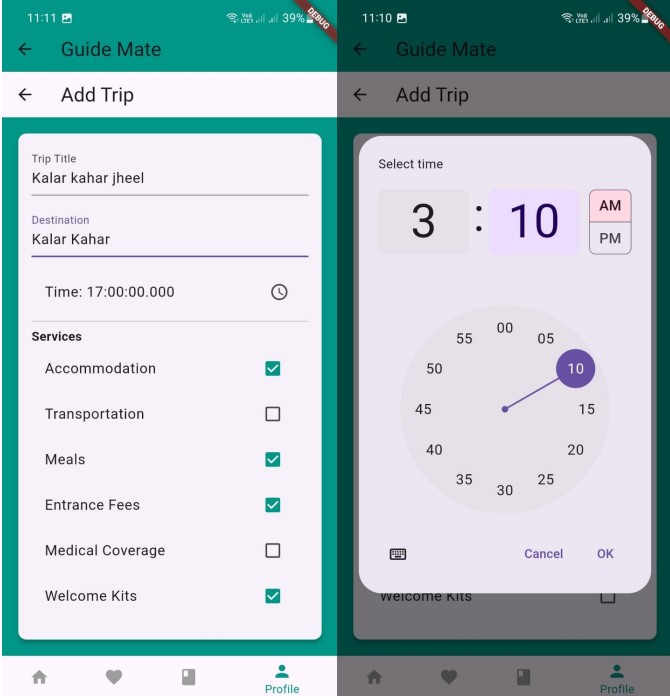 11:11 39%
DEBUG
Guide Mate
Add Trip
Trip Title
Kalar kahar jheel
Destination
Kalar Kahar
Time: 17:00:00.000
Services
Accommodation
Transportation
Meals
Entrance Fees
Medical Coverage
Welcome Kits
Profile
11:10 39%
DEBUG
Guide Mate
Add Trip
Select time
3 : 10
AM
PM
00
05
10
15
20
25
30
35
40
45
50
55
Cancel OK
Welcome Kits
Profile